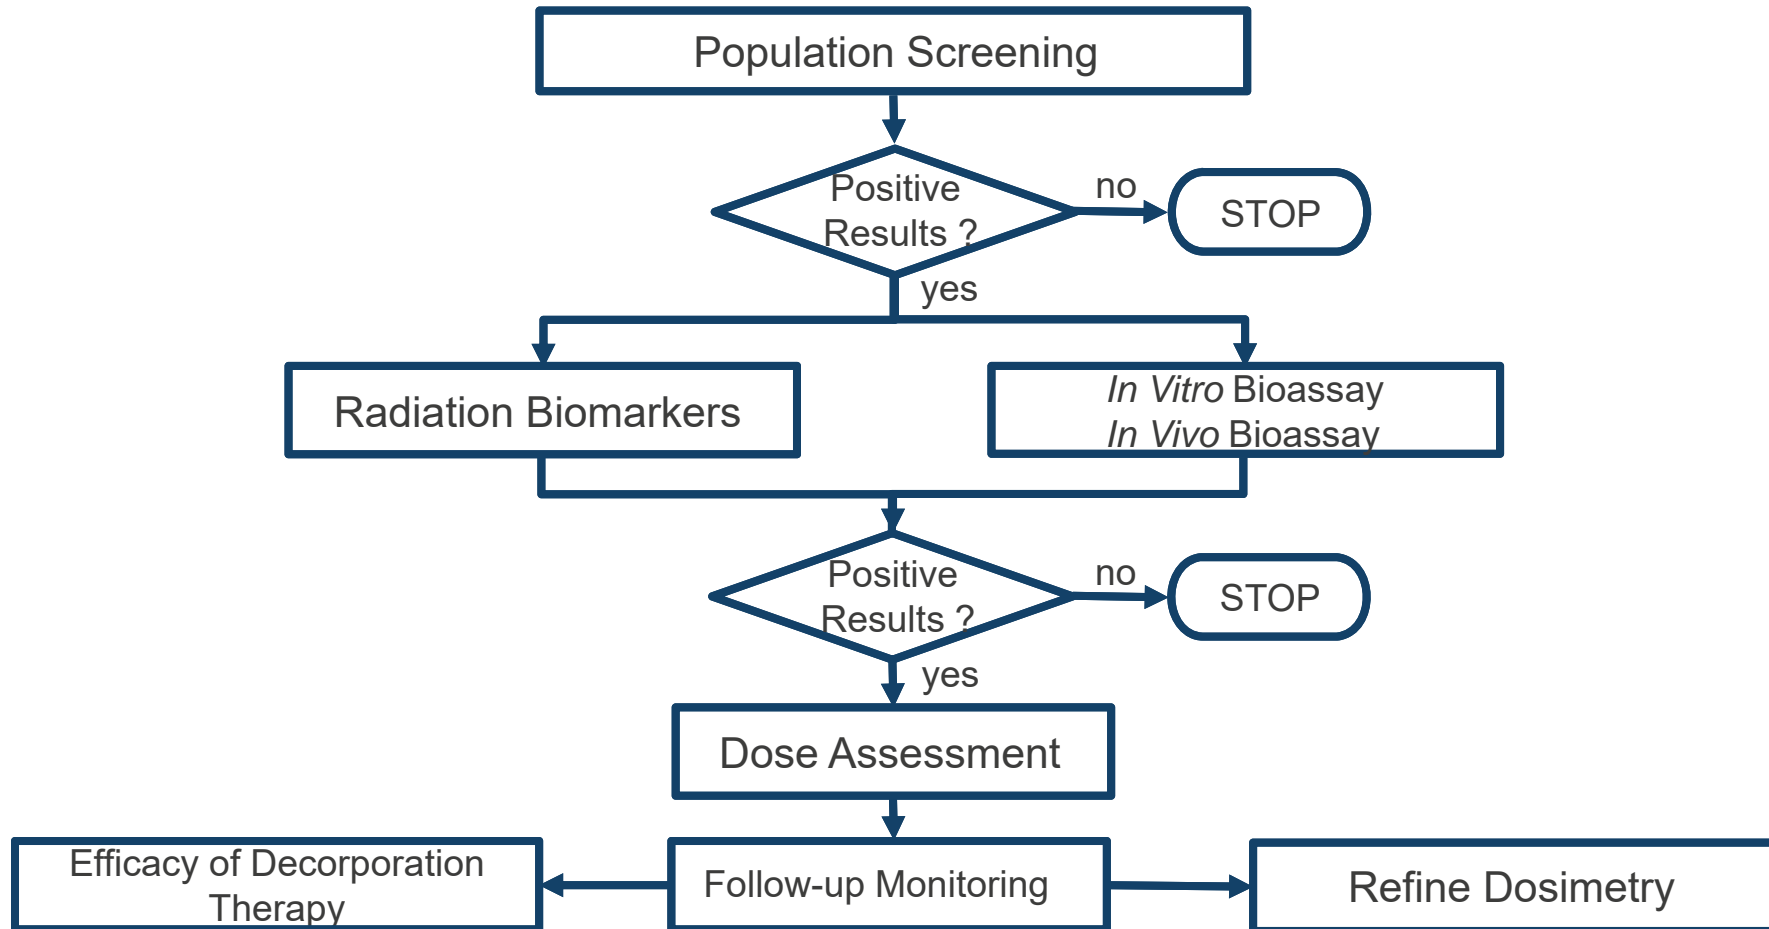 Population Screening
Positive
Results ?
no
STOP
yes
Radiation Biomarkers
In Vitro Bioassay
In Vivo Bioassay
Positive
Results ?
no
STOP
yes
Dose Assessment
Efficacy of Decorporation
Therapy
Follow-up Monitoring
Refine Dosimetry